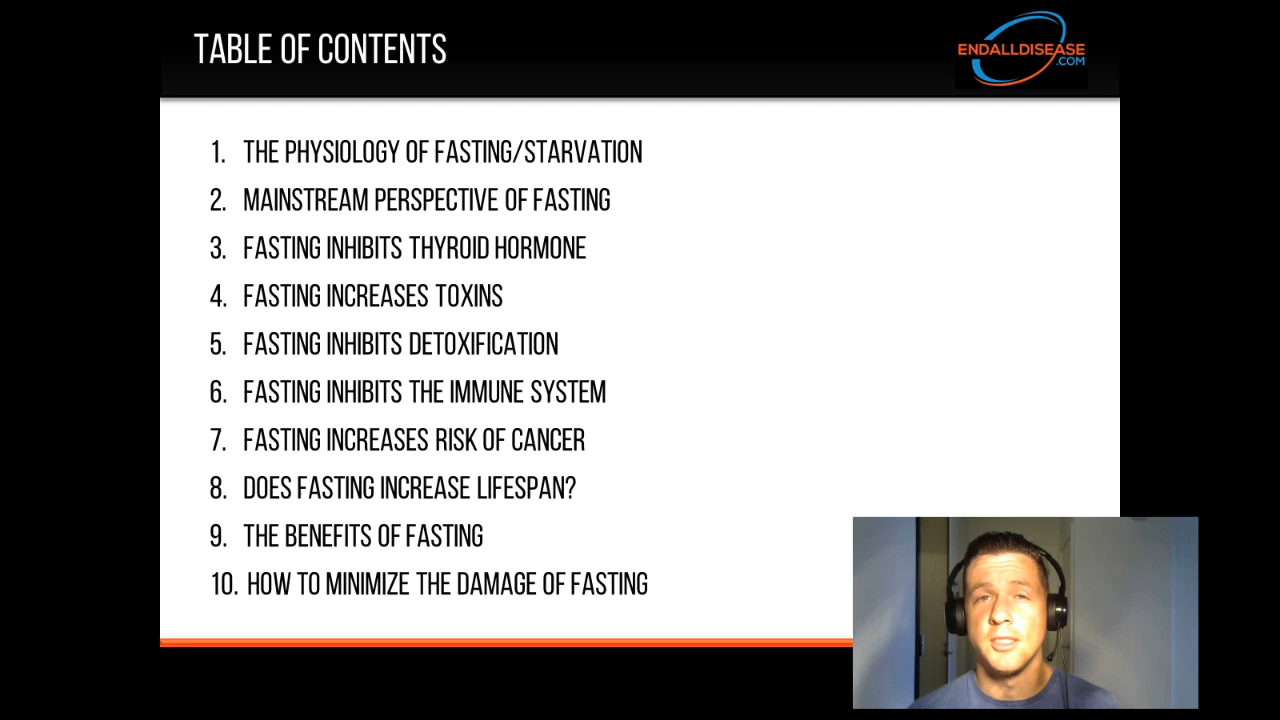 TABLE OF CONTENTS
ENDALLDISEASE
.COM
1. THE PHYSIOLOGY OF FASTING/STARVATION
2. MAINSTREAM PERSPECTIVE OF FASTING
3. FASTING INHIBITS THYROID HORMONE
4. FASTING INCREASES TOXINS
5. FASTING INHIBITS DETOXIFICATION
6. FASTING INHIBITS THE IMMUNE SYSTEM
7. FASTING INCREASES RISK OF CANCER
8. DOES FASTING INCREASE LIFESPAN?
9. THE BENEFITS OF FASTING
10. HOW TO MINIMIZE THE DAMAGE OF FASTING